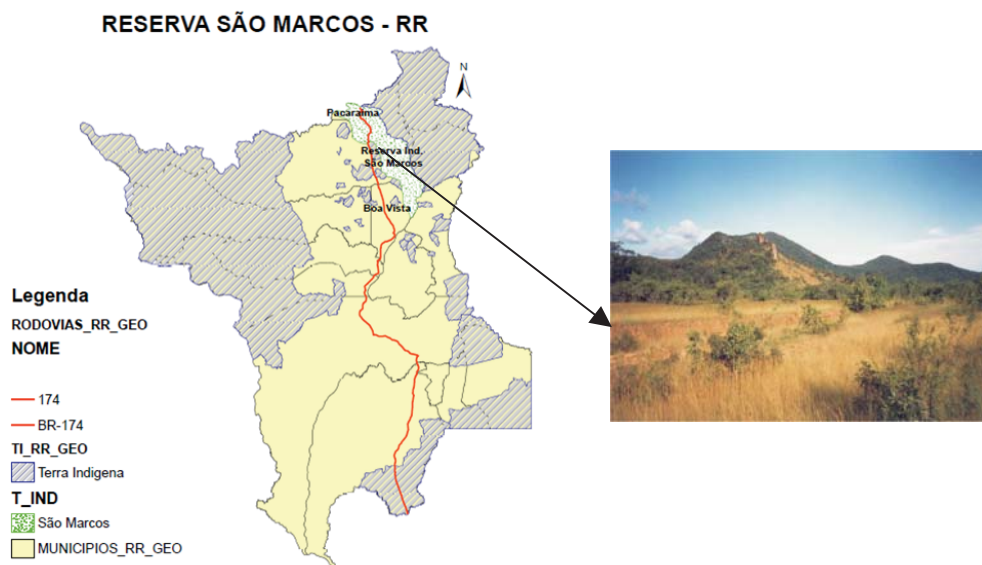 RESERVA SÃO MARCOS - RR
N
Pacaraima
Reserva Ind.
São Marcos
Boa Vista
Legenda
RODOVIAS_RR_GEO
NOME
174
BR-174
TI_RR_GEO
Terra Indigena
T_IND
São Marcos
MUNICIPIOS_RR_GEO